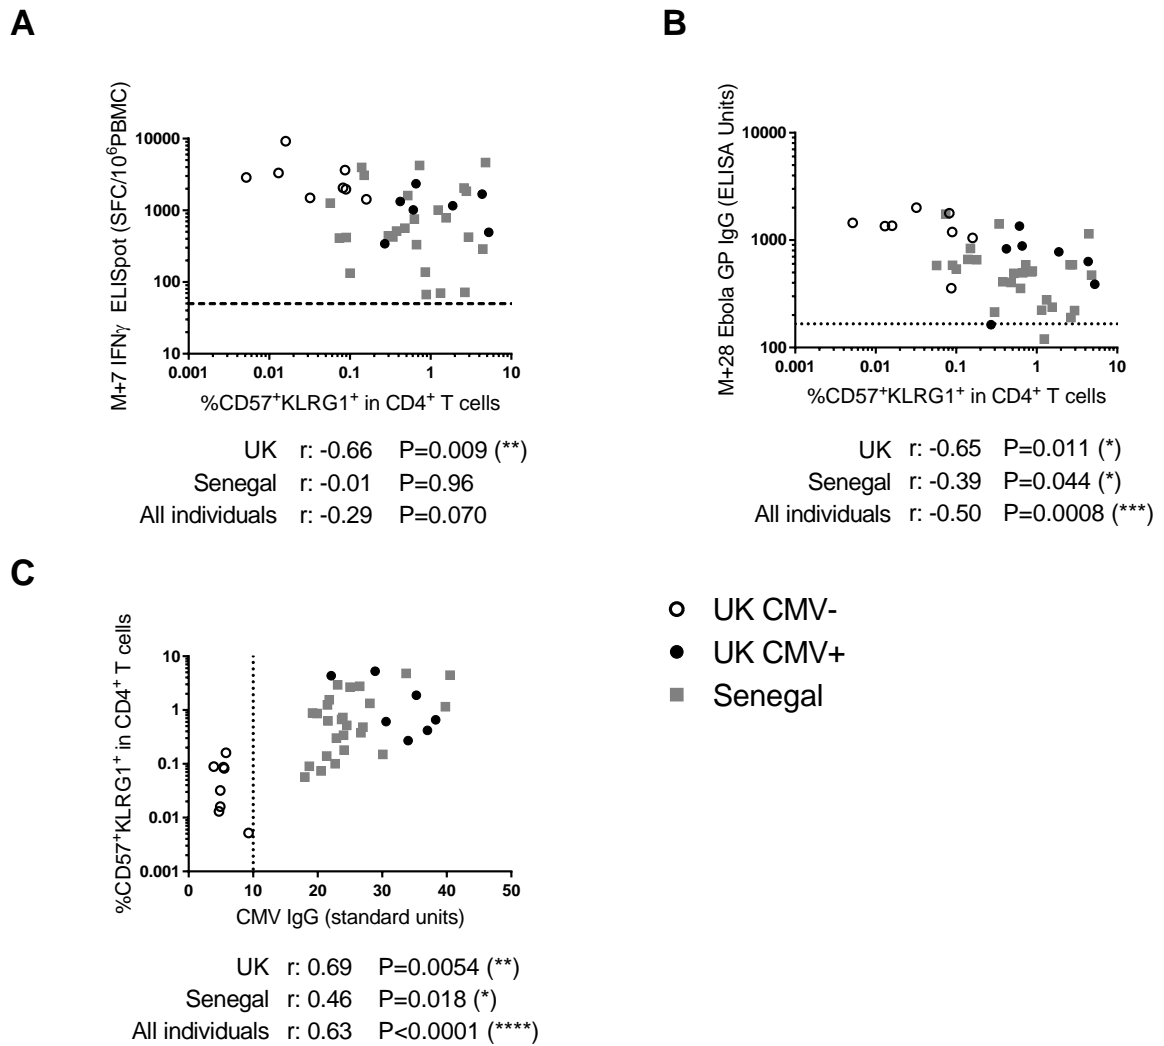 A
M+7 IFNγ ELISpot (SFC/10⁶PBMC)
10000
1000
100
10
0.001 0.01 0.1 1 10
%CD57⁺KLRG1⁺ in CD4⁺ T cells
UK r: -0.66 P=0.009 (**)
Senegal r: -0.01 P=0.96
All individuals r: -0.29 P=0.070
B
M+28 Ebola GP IgG (ELISA Units)
10000
1000
100
0.001 0.01 0.1 1 10
%CD57⁺KLRG1⁺ in CD4⁺ T cells
UK r: -0.65 P=0.011 (*)
Senegal r: -0.39 P=0.044 (*)
All individuals r: -0.50 P=0.0008 (***)
C
%CD57⁺KLRG1⁺ in CD4⁺ T cells
10
1
0.1
0.01
0.001
0 10 20 30 40 50
CMV IgG (standard units)
UK r: 0.69 P=0.0054 (**)
Senegal r: 0.46 P=0.018 (*)
All individuals r: 0.63 P<0.0001 (****)
UK CMV-
UK CMV+
Senegal